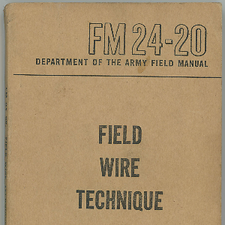 FM 24-20
DEPARTMENT OF THE ARMY FIELD MANUAL
FIELD
WIRE
TECHNIQUE